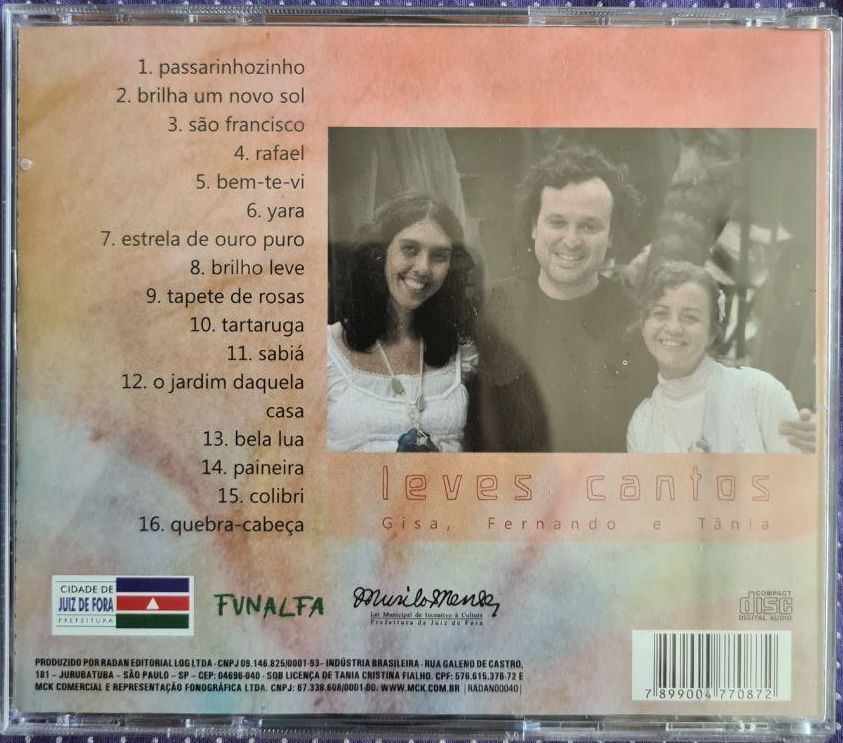 1. passarinhozinho
2. brilha um novo sol
3. são francisco
4. rafael
5. bem-te-vi
6. yara
7. estrela de ouro puro
8. brilho leve
9. tapete de rosas
10. tartaruga
11. sabiá
12. o jardim daquela
casa
13. bela lua
14. paineira
15. colibri
16. quebra-cabeça
leves cantos
Gisa, Fernando e Tânia
CIDADE DE
JUIZ DE FORA
PREFEITURA
FUNALFA
Murilo Mendes
Lei Municipal de Incentivo à Cultura
Prefeitura de Juiz de Fora
COMPACT
disc
DIGITAL AUDIO
PRODUZIDO POR RADAN EDITORIAL LOG LTDA - CNPJ 09.146.825/0001-93 - INDÚSTRIA BRASILEIRA - RUA GALENO DE CASTRO,
181 - JURUBATUBA - SÃO PAULO - SP - CEP: 04696-040 - SOB LICENÇA DE TANIA CRISTINA FIALHO. CPF: 576.615.376-72 E
MCK COMERCIAL E REPRESENTAÇÃO FONOGRÁFICA LTDA. CNPJ: 67.338.608/0001-00. WWW.MCK.COM.BR |RADAN00040|
7 899004 770872